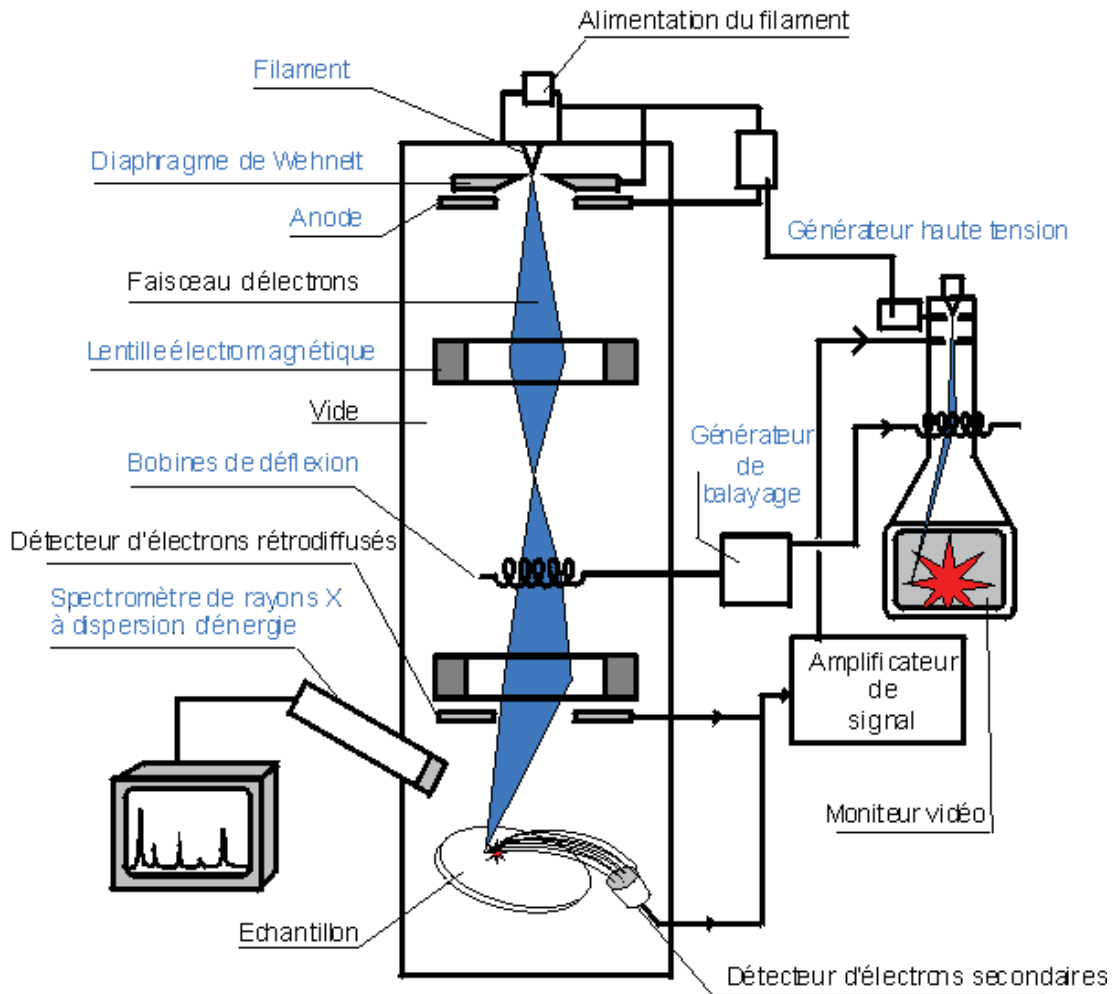 Alimentation du filament
Filament
Diaphragme de Wehnelt
Anode
Générateur haute tension
Faisceau délectrons
Lentille électromagnétique
Vide
Générateur
de
balayage
Bobines de déflexion
Détecteur d'électrons rétrodiffusés
Spectromètre de rayons X
à dispersion d'énergie
Amplificateur
de
signal
Moniteur vidéo
Echantillon
Détecteur d'électrons secondaires